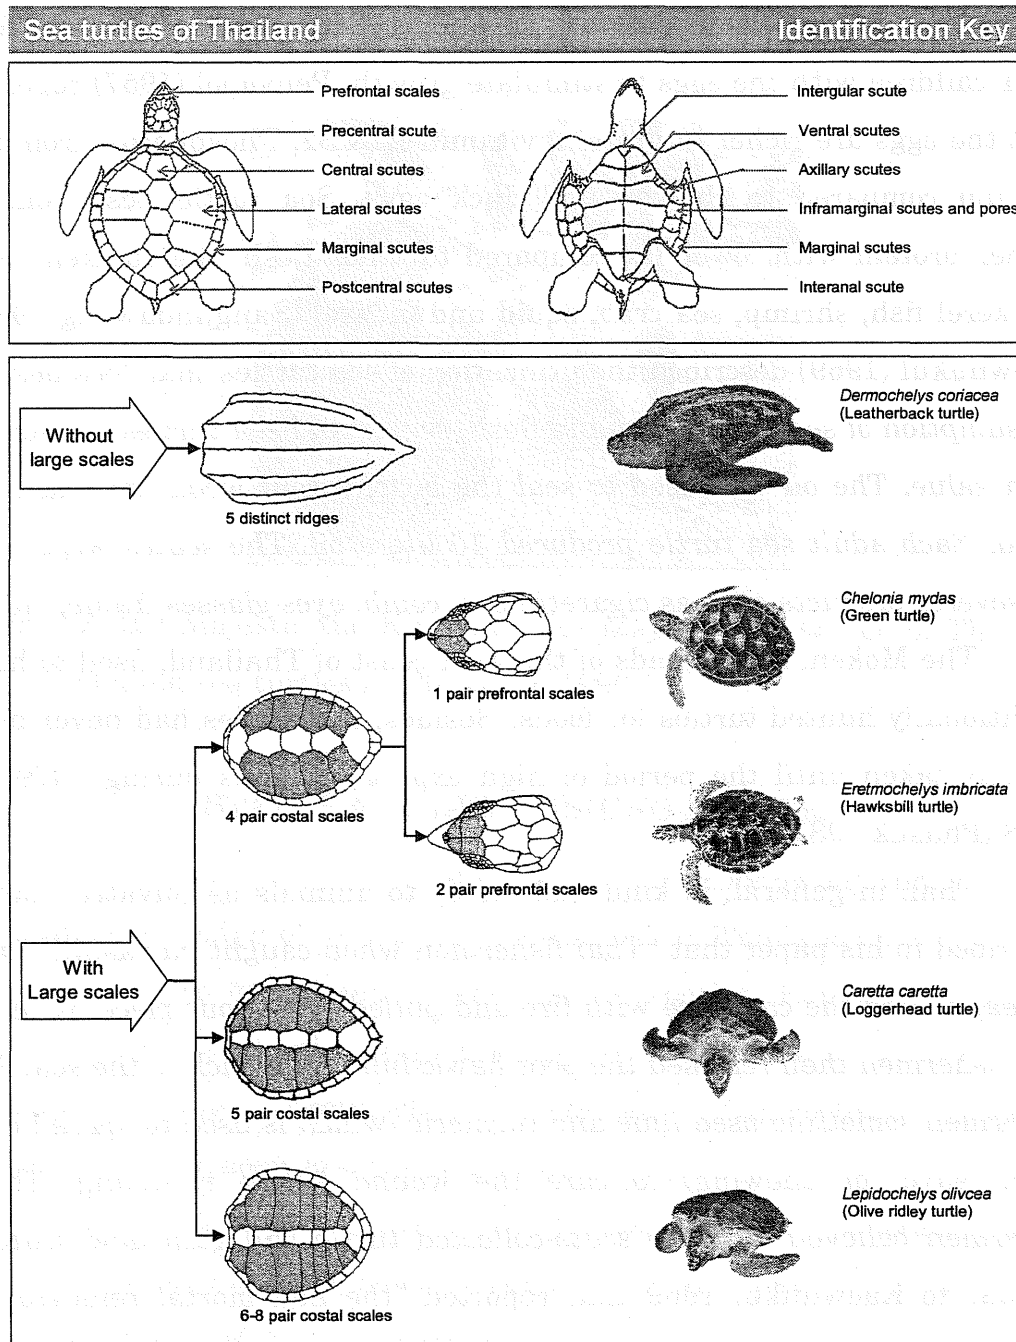 Sea turtles of Thailand
Identification Key
Prefrontal scales
Precentral scute
Central scutes
Lateral scutes
Marginal scutes
Postcentral scutes
Intergular scute
Ventral scutes
Axillary scutes
Inframarginal scutes and pores
Marginal scutes
Interanal scute
Without
large scales
5 distinct ridges
Dermochelys coriacea
(Leatherback turtle)
1 pair prefrontal scales
Chelonia mydas
(Green turtle)
4 pair costal scales
2 pair prefrontal scales
Eretmochelys imbricata
(Hawksbill turtle)
With
Large scales
5 pair costal scales
Caretta caretta
(Loggerhead turtle)
6-8 pair costal scales
Lepidochelys olivcea
(Olive ridley turtle)